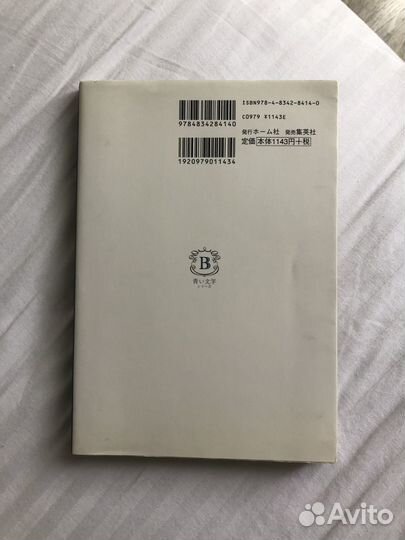 ISBN978-4-8342-8414-0
C0979 ¥1143E
9784834284140
発行ホーム社 発売集英社
定価 本体1143円+税
1920979011434
B
青い文学
シリーズ
Avito